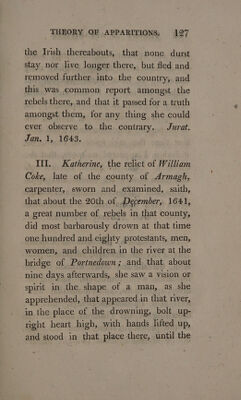 THEORY OF APPARITIONS. 127
the Irish thereabouts, that none durst
stay nor live longer there, but fled and
removed further into the country, and
this was common report amongst the
rebels there, and that it passed for a truth
amongst them, for any thing she could
ever observe to the contrary. Jurat.
Jan. 1, 1643.
III. Katherine, the relict of William
Coke, late of the county of Armagh,
carpenter, sworn and examined, saith,
that about the 20th of December, 1641,
a great number of rebels in that county,
did most barbarously drown at that time
one hundred and eighty protestants, men,
women, and children in the river at the
bridge of Portnedown; and that about
nine days afterwards, she saw a vision or
spirit in the shape of a man, as she
apprehended, that appeared in that river,
in the place of the drowning, bolt up-
right heart high, with hands lifted up,
and stood in that place there, until the